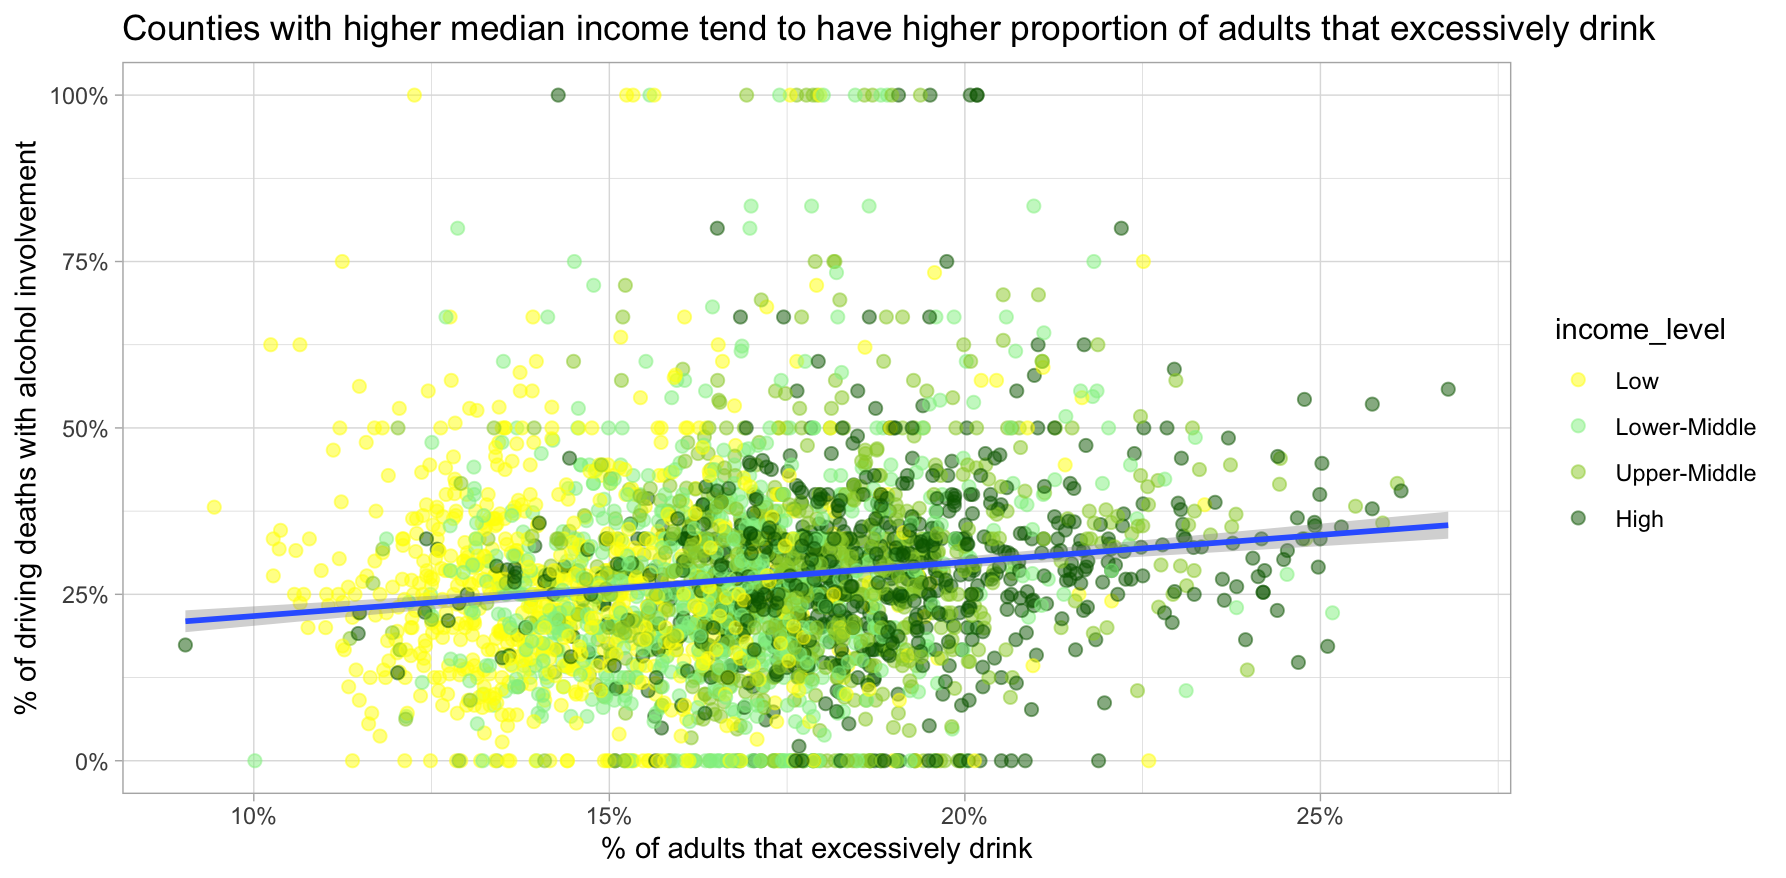 Counties with higher median income tend to have higher proportion of adults that excessively drink
% of driving deaths with alcohol involvement
100%
75%
50%
25%
0%
10%
15%
20%
25%
% of adults that excessively drink
income_level
Low
Lower-Middle
Upper-Middle
High